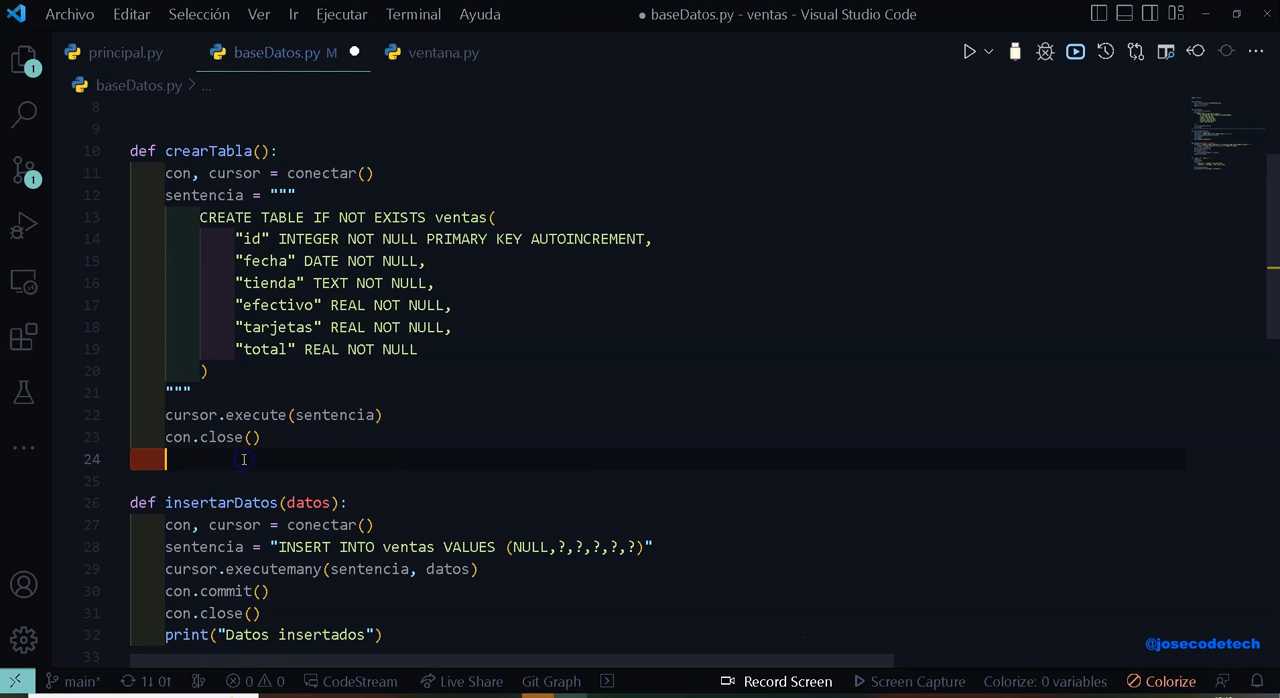 Archivo Editar Selección Ver Ir Ejecutar Terminal Ayuda ● baseDatos.py - ventas - Visual Studio Code
principal.py baseDatos.py M ● ventana.py
baseDatos.py > ...
8
9
10 def crearTabla():
11 con, cursor = conectar()
12 sentencia = """
13 CREATE TABLE IF NOT EXISTS ventas(
14 "id" INTEGER NOT NULL PRIMARY KEY AUTOINCREMENT,
15 "fecha" DATE NOT NULL,
16 "tienda" TEXT NOT NULL,
17 "efectivo" REAL NOT NULL,
18 "tarjetas" REAL NOT NULL,
19 "total" REAL NOT NULL
20 )
21 """
22 cursor.execute(sentencia)
23 con.close()
24
25
26 def insertarDatos(datos):
27 con, cursor = conectar()
28 sentencia = "INSERT INTO ventas VALUES (NULL,?,?,?,?,?)"
29 cursor.executemany(sentencia, datos)
30 con.commit()
31 con.close()
32 print("Datos insertados")
33
1
1
@josecodetech
main* 1↓ 0↑ 0 0 CodeStream Live Share Git Graph Record Screen Screen Capture Colorize: 0 variables Colorize